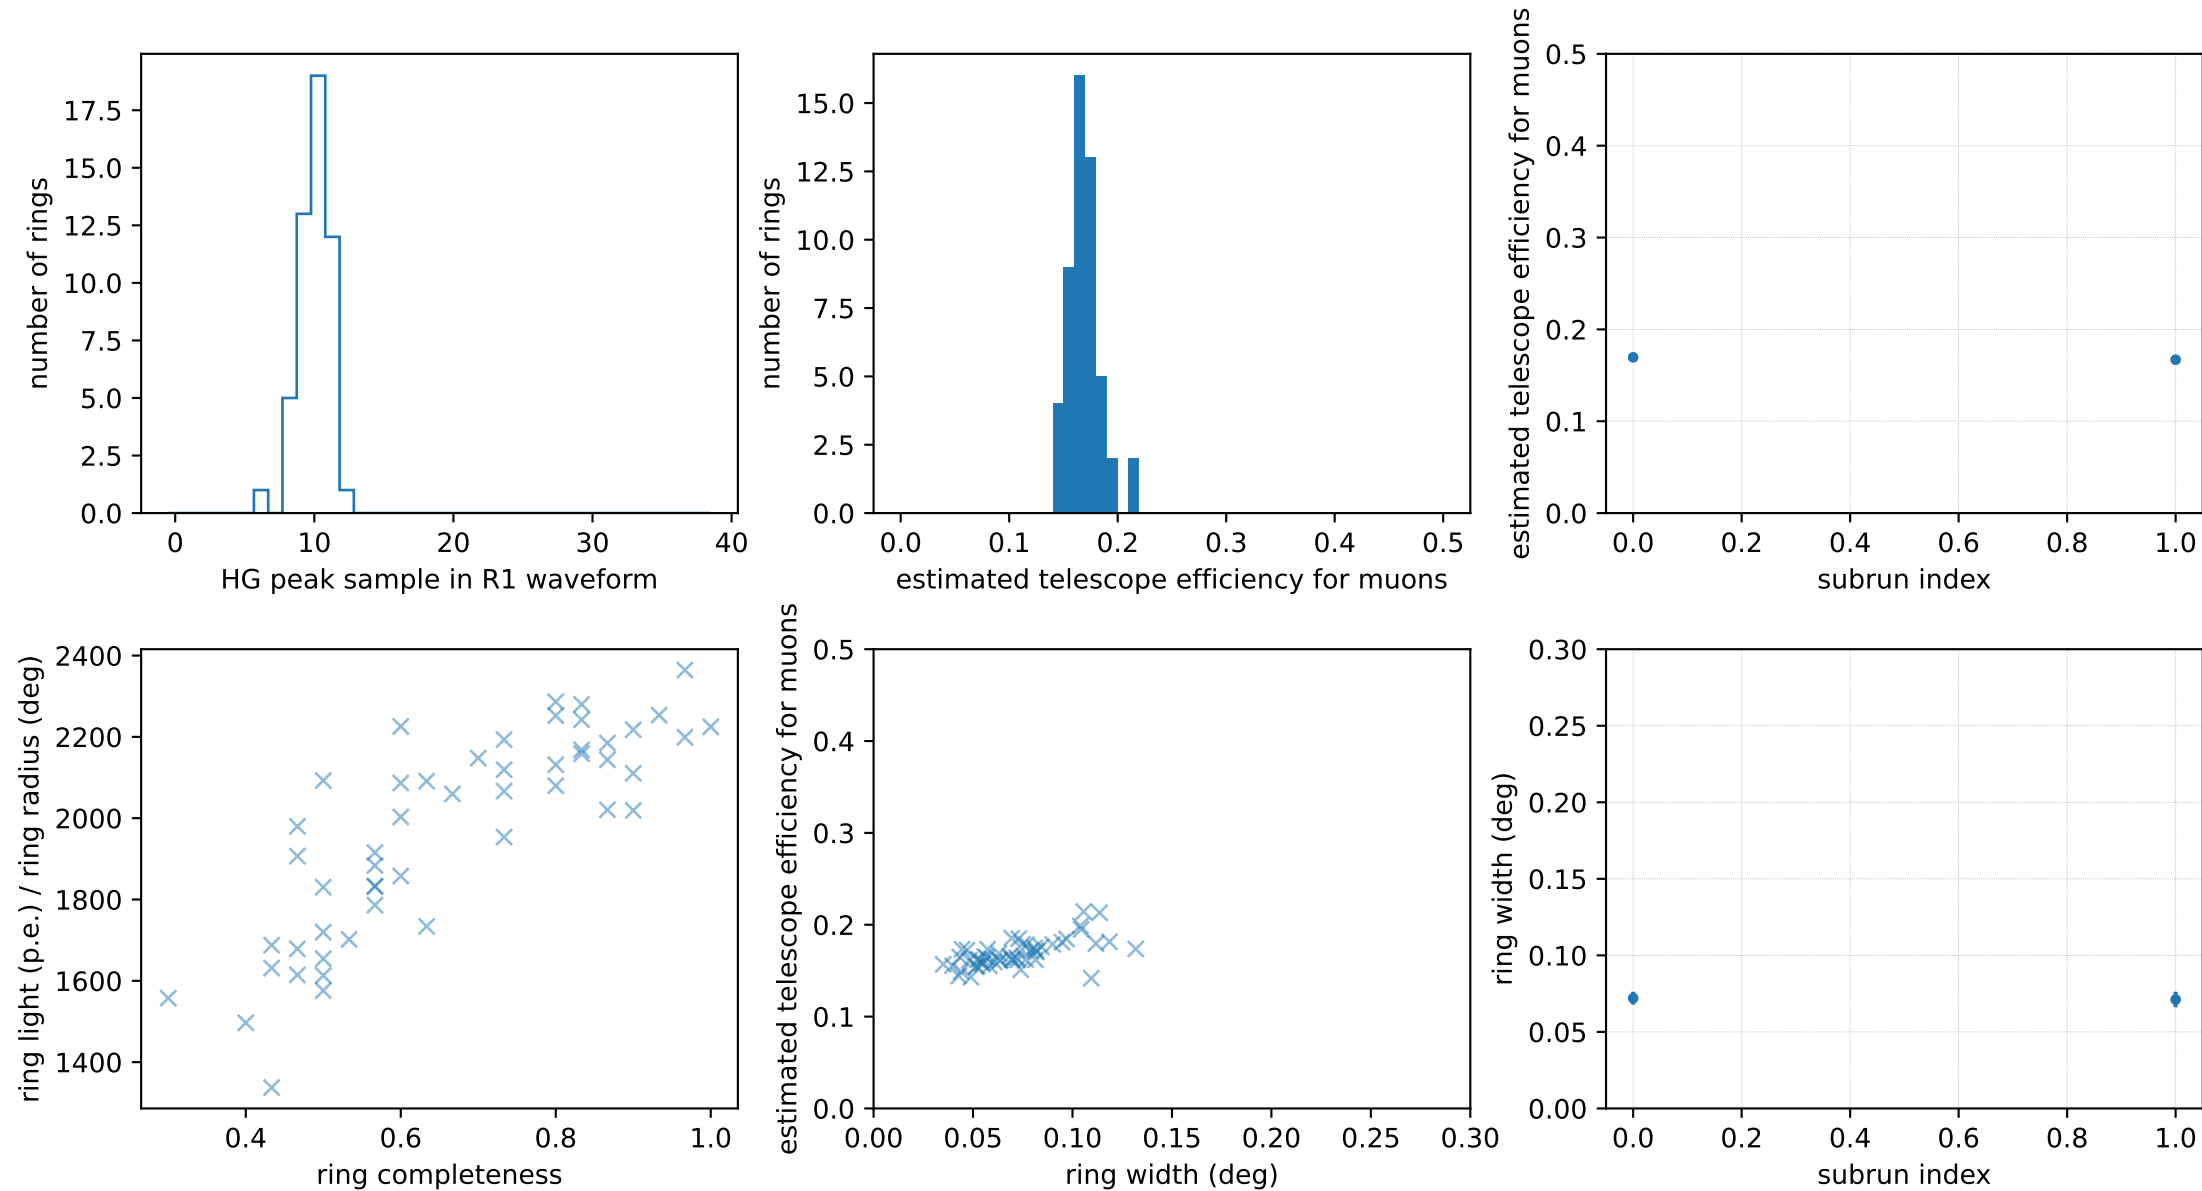 number of rings
17.5
15.0
12.5
10.0
7.5
5.0
2.5
0.0
0 10 20 30 40
HG peak sample in R1 waveform
number of rings
15.0
12.5
10.0
7.5
5.0
2.5
0.0
0.0 0.1 0.2 0.3 0.4 0.5
estimated telescope efficiency for muons
estimated telescope efficiency for muons
0.5
0.4
0.3
0.2
0.1
0.0
0.0 0.2 0.4 0.6 0.8 1.0
subrun index
ring light (p.e.) / ring radius (deg)
2400
2200
2000
1800
1600
1400
0.4 0.6 0.8 1.0
ring completeness
estimated telescope efficiency for muons
0.5
0.4
0.3
0.2
0.1
0.0
0.00 0.05 0.10 0.15 0.20 0.25 0.30
ring width (deg)
ring width (deg)
0.30
0.25
0.20
0.15
0.10
0.05
0.00
0.0 0.2 0.4 0.6 0.8 1.0
subrun index